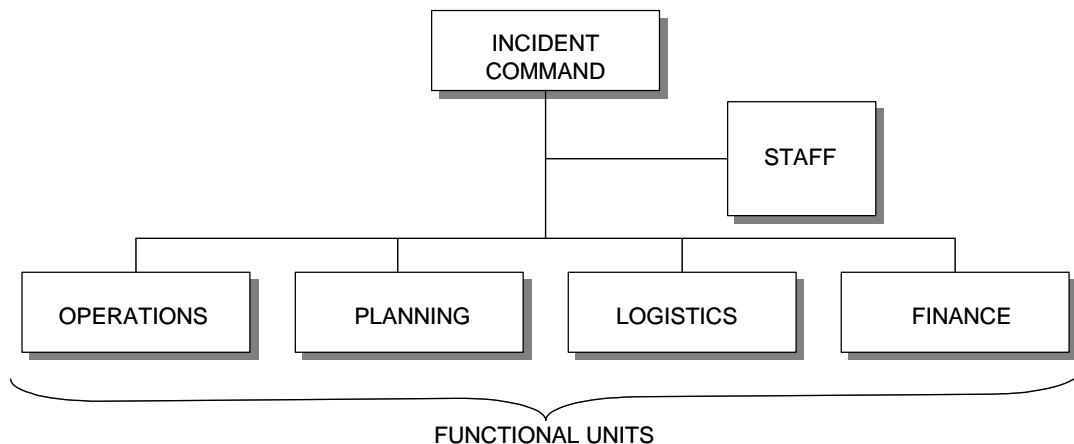 INCIDENT
COMMAND
STAFF
OPERATIONS
PLANNING
LOGISTICS
FINANCE
FUNCTIONAL UNITS